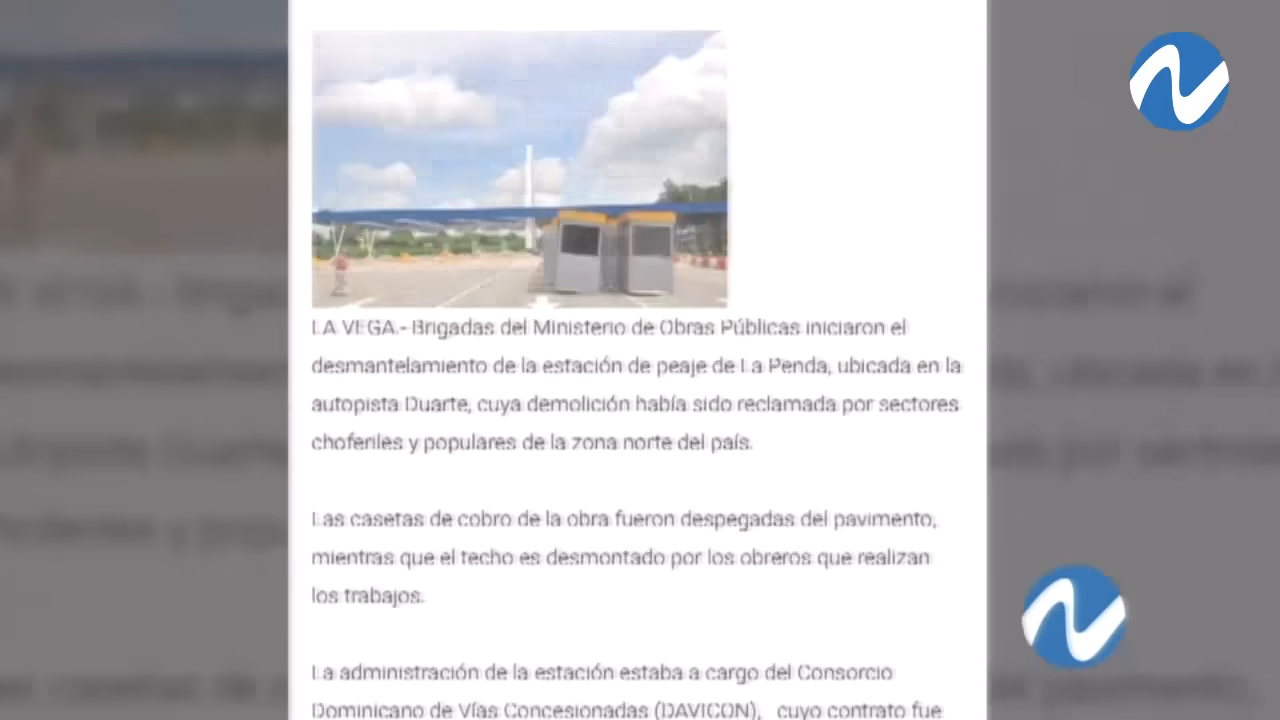 LA VEGA.- Brigadas del Ministerio de Obras Públicas iniciaron el
desmantelamiento de la estación de peaje de La Penda, ubicada en la
autopista Duarte, cuya demolición había sido reclamada por sectores
choferiles y populares de la zona norte del país.
Las casetas de cobro de la obra fueron despegadas del pavimento,
mientras que el techo es desmontado por los obreros que realizan
los trabajos.
La administración de la estación estaba a cargo del Consorcio
Dominicano de Vías Concesionadas (DAVICON), cuyo contrato fue